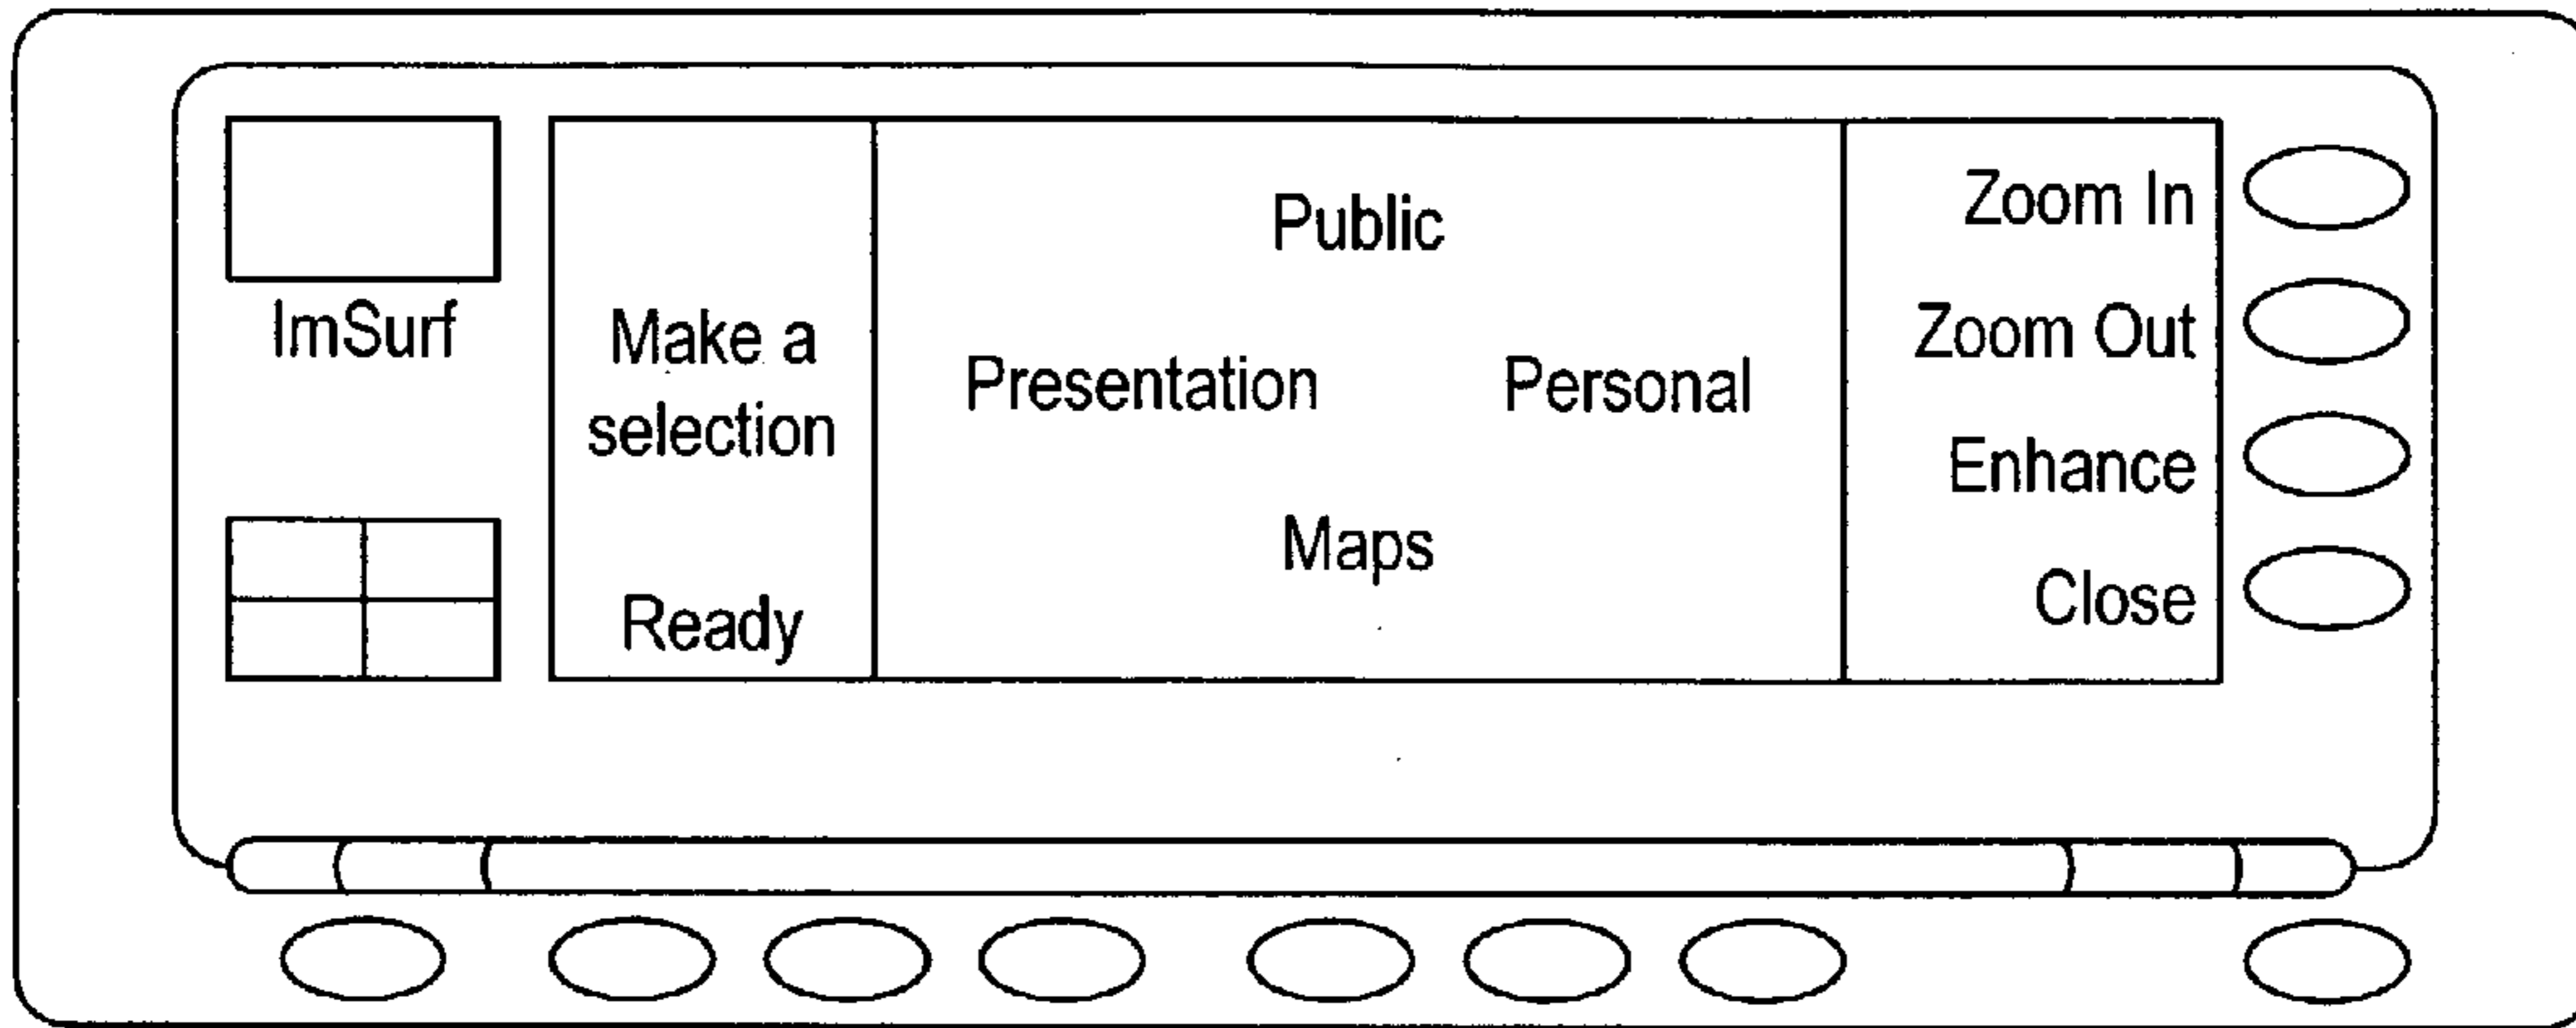 ImSurf
Make a
selection
Ready
Public
Presentation Personal
Maps
Zoom In
Zoom Out
Enhance
Close